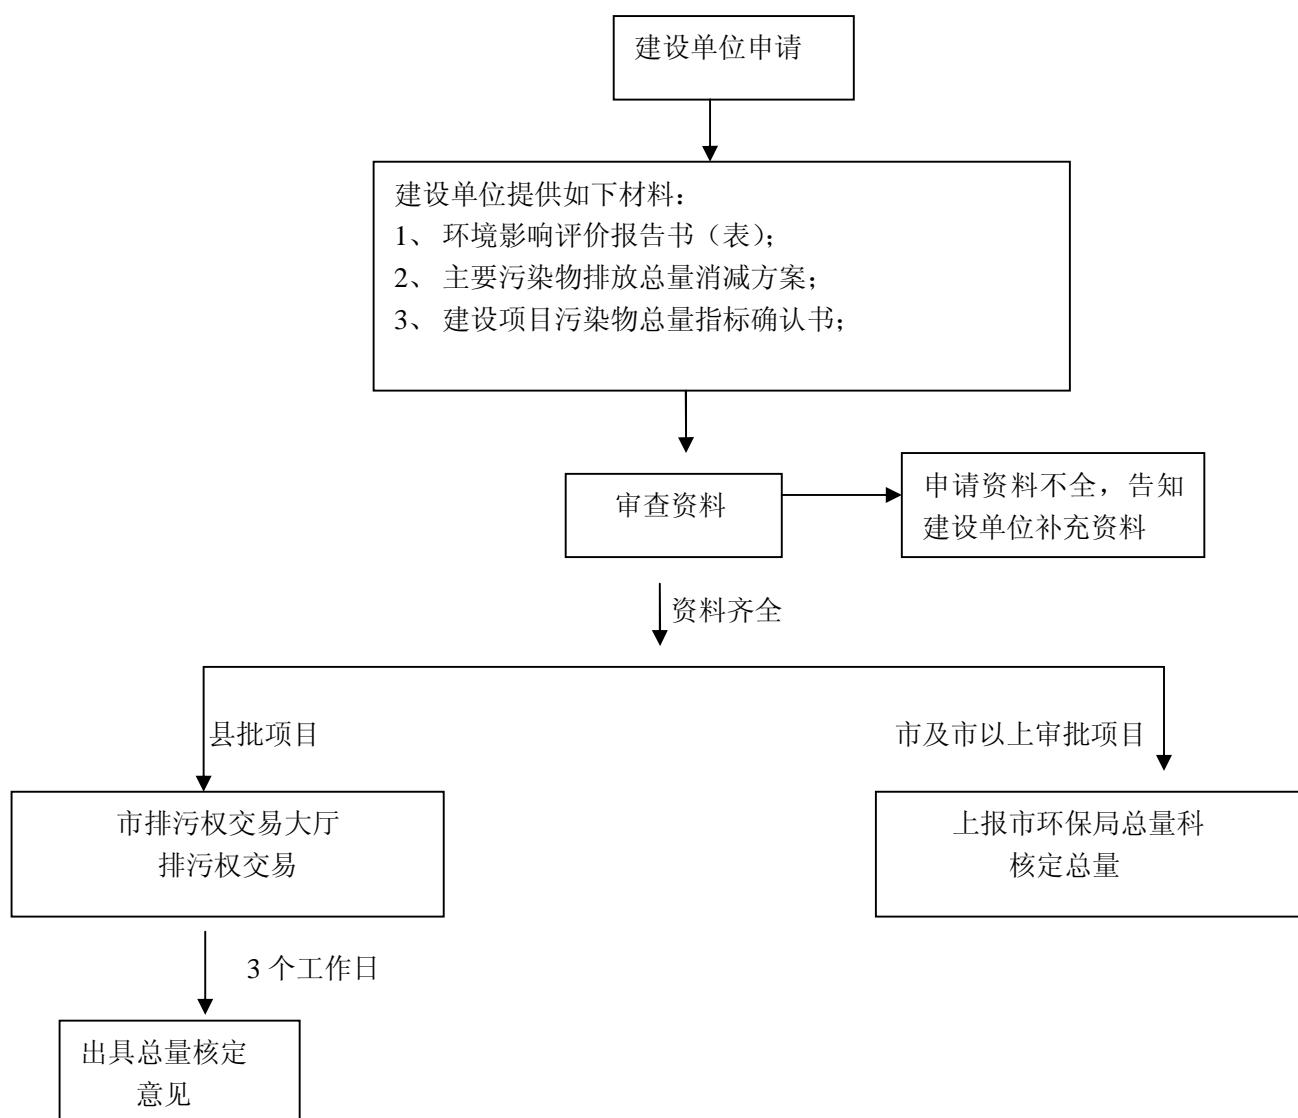 建设单位申请
建设单位提供如下材料：
1、 环境影响评价报告书（表）；
2、 主要污染物排放总量消减方案；
3、 建设项目污染物总量指标确认书；
审查资料
申请资料不全，告知
建设单位补充资料
资料齐全
县批项目
市及市以上审批项目
市排污权交易大厅
排污权交易
上报市环保局总量科
核定总量
3 个工作日
出具总量核定
意见